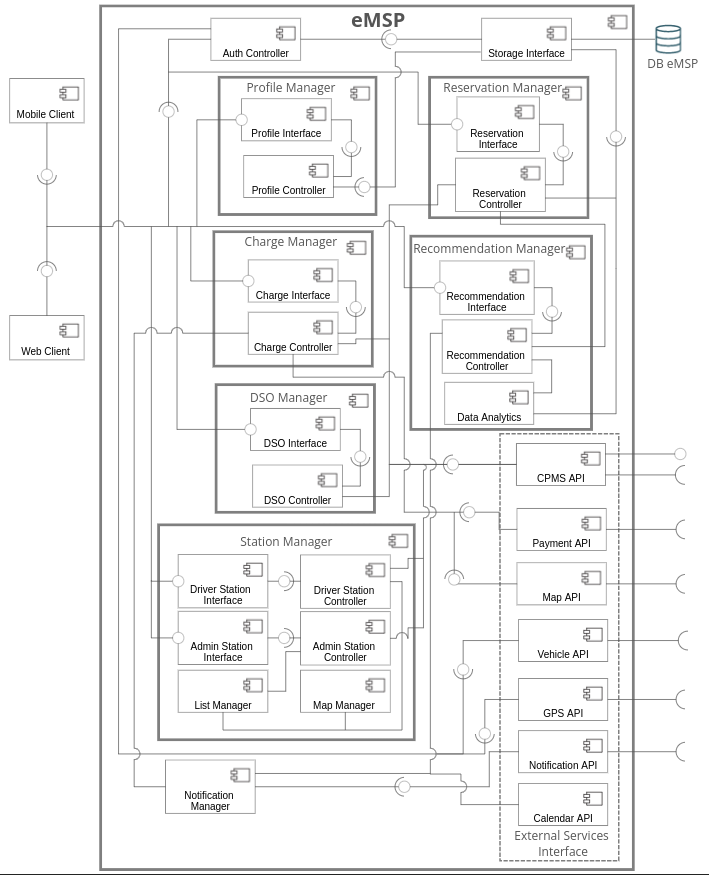 eMSP
Auth Controller
Storage Interface
DB eMSP
Mobile Client
Profile Manager
Profile Interface
Profile Controller
Reservation Manager
Reservation
Interface
Reservation
Controller
Web Client
Charge Manager
Charge Interface
Charge Controller
Recommendation Manager
Recommendation
Interface
Recommendation
Controller
Data Analytics
DSO Manager
DSO Interface
DSO Controller
CPMS API
Payment API
Map API
Vehicle API
GPS API
Notification API
Calendar API
External Services
Interface
Station Manager
Driver Station
Interface
Driver Station
Controller
Admin Station
Interface
Admin Station
Controller
List Manager
Map Manager
Notification
Manager